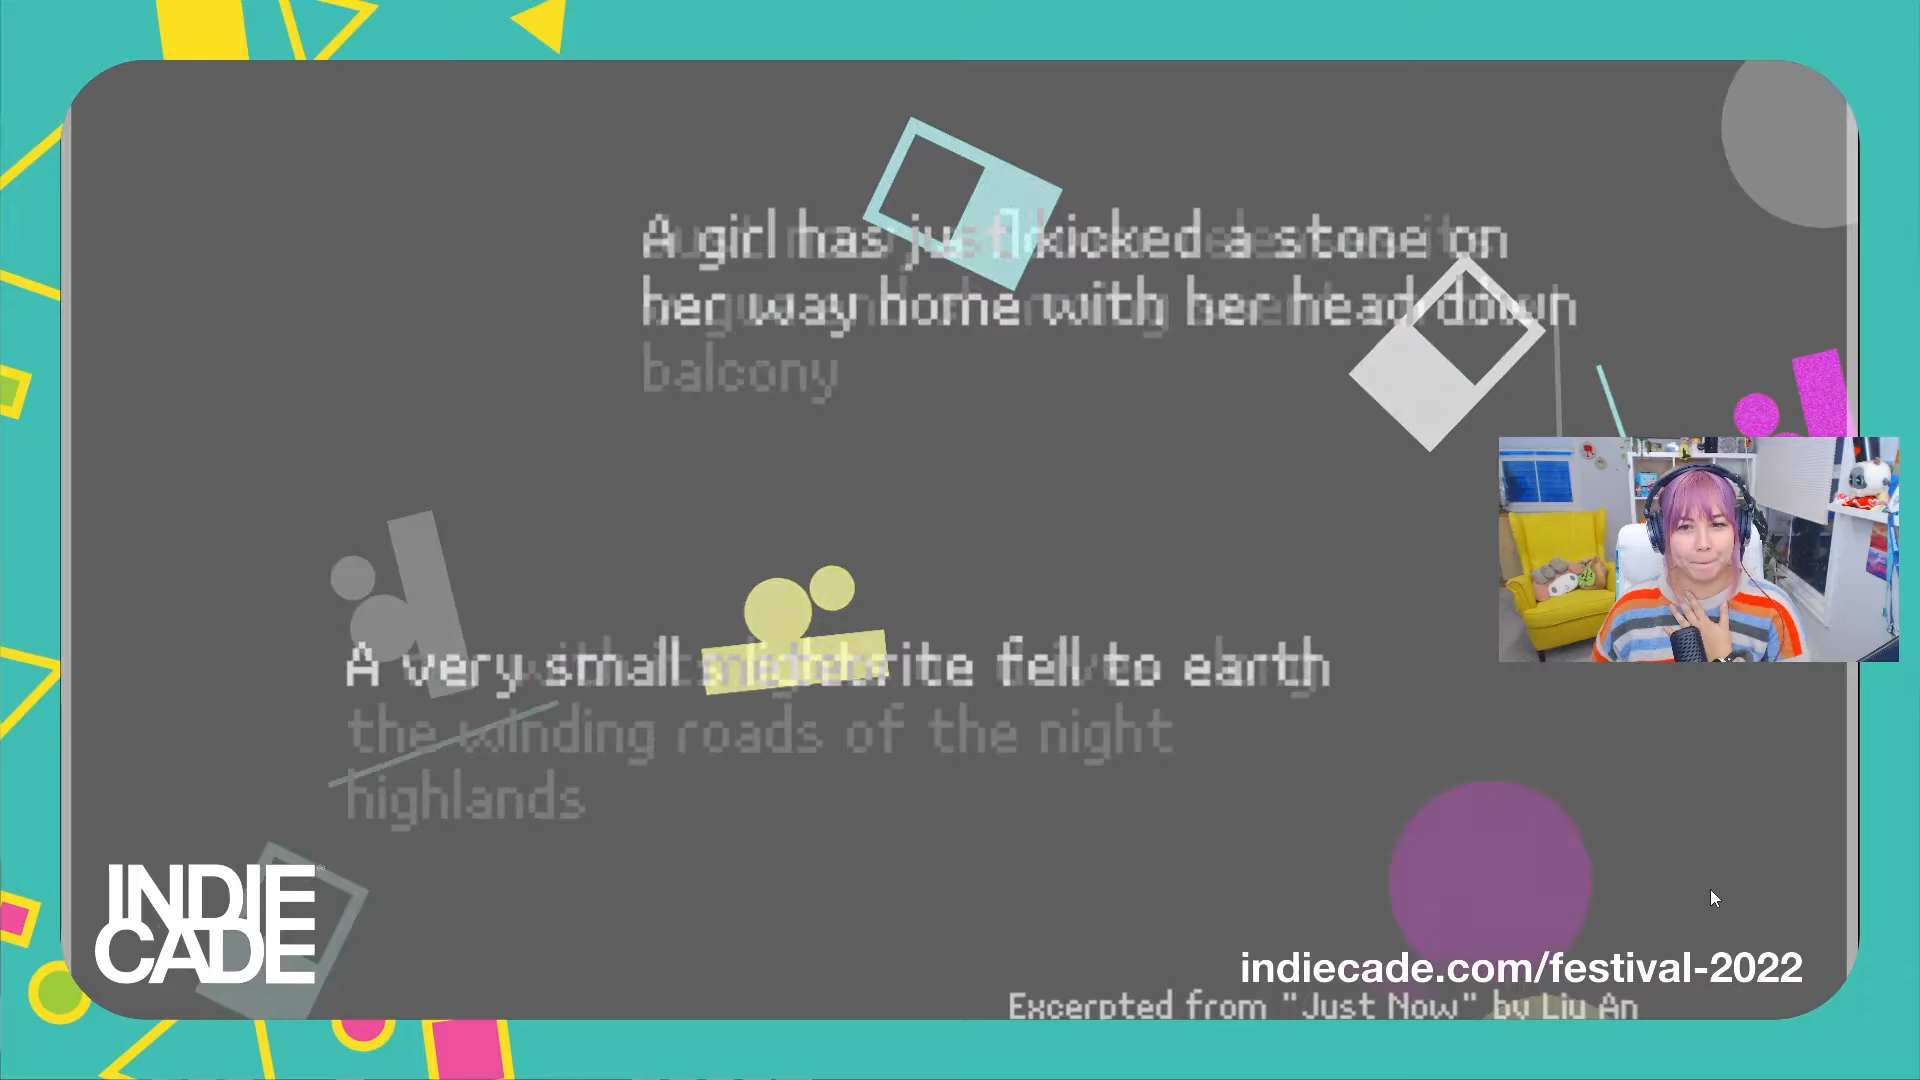 A girl has just kicked a stone on
her way home with her head down
balcony
A very small meteorite fell to earth
the winding roads of the night
highlands
INDIE
CADE
indiecade.com/festival-2022
Excerpted from "Just Now" by Liu An